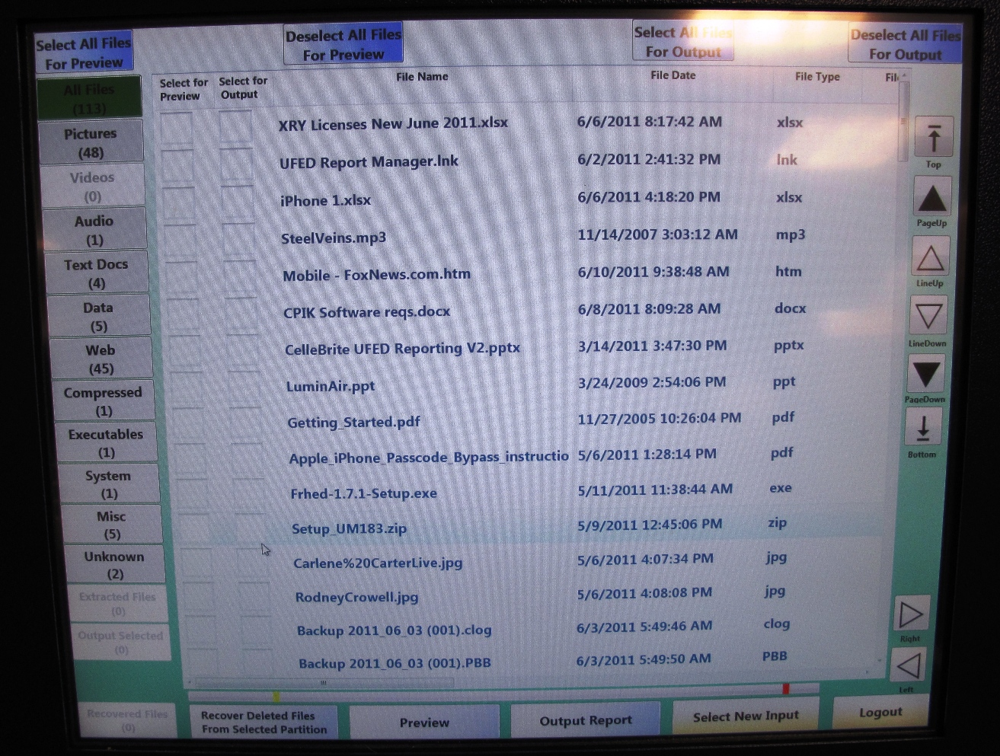 Select All Files
For Preview
Deselect All Files
For Preview
Select All Files
For Output
Deselect All Files
For Output
All Files
(113)
Pictures
(48)
Videos
(0)
Audio
(1)
Text Docs
(4)
Data
(5)
Web
(45)
Compressed
(1)
Executables
(1)
System
(1)
Misc
(5)
Unknown
(2)
Extracted Files
(0)
Output Selected
(0)
Recovered Files
(0)
Select for Preview Select for Output File Name File Date File Type
XRY Licenses New June 2011.xlsx 6/6/2011 8:17:42 AM xlsx
UFED Report Manager.lnk 6/2/2011 2:41:32 PM lnk
iPhone 1.xlsx 6/6/2011 4:18:20 PM xlsx
SteelVeins.mp3 11/14/2007 3:03:12 AM mp3
Mobile - FoxNews.com.htm 6/10/2011 9:38:48 AM htm
CPIK Software reqs.docx 6/8/2011 8:09:28 AM docx
CelleBrite UFED Reporting V2.pptx 3/14/2011 3:47:30 PM pptx
LuminAir.ppt 3/24/2009 2:54:06 PM ppt
Getting_Started.pdf 11/27/2005 10:26:04 PM pdf
Apple_iPhone_Passcode_Bypass_instructio 5/6/2011 1:28:14 PM pdf
Frhed-1.7.1-Setup.exe 5/11/2011 11:38:44 AM exe
Setup_UM183.zip 5/9/2011 12:45:06 PM zip
Carlene%20CarterLive.jpg 5/6/2011 4:07:34 PM jpg
RodneyCrowell.jpg 5/6/2011 4:08:08 PM jpg
Backup 2011_06_03 (001).clog 6/3/2011 5:49:46 AM clog
Backup 2011_06_03 (001).PBB 6/3/2011 5:49:50 AM PBB
Top
PageUp
LineUp
LineDown
PageDown
Bottom
Right
Left
Recover Deleted Files
From Selected Partition
Preview
Output Report
Select New Input
Logout